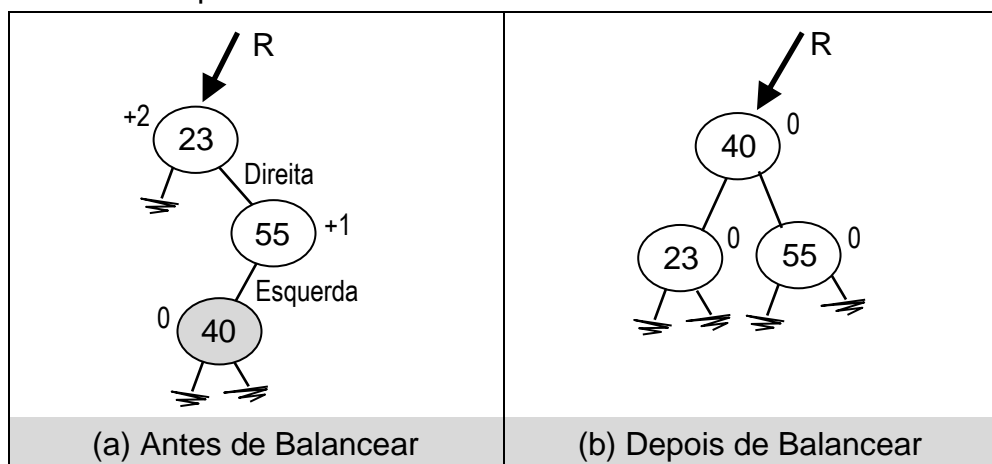 R
+2
23
Direita
55
+1
Esquerda
0
40
(a) Antes de Balancear
R
40
0
23
0
55
0
(b) Depois de Balancear